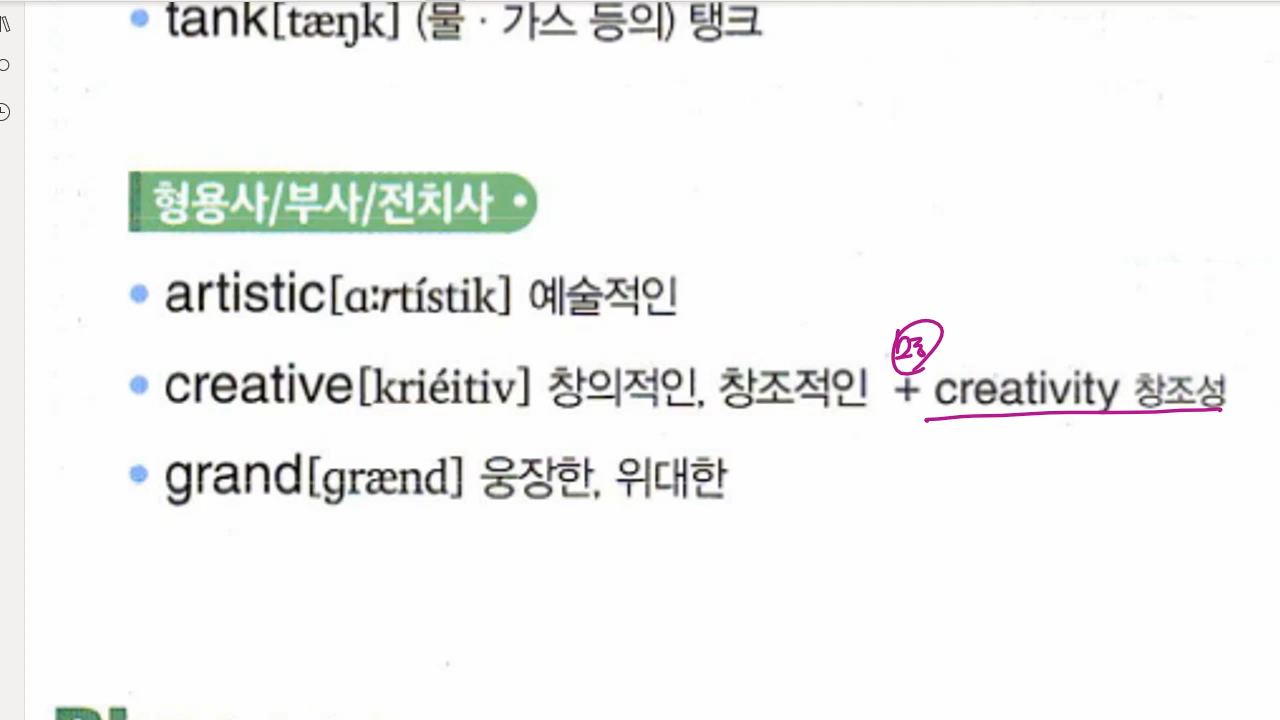 • tank[tæŋk] (물·가스 등의) 탱크
형용사/부사/전치사 •
• artistic[ɑːrtístik] 예술적인
• creative[kriéitiv] 창의적인, 창조적인 + creativity 창조성
• grand[grænd] 웅장한, 위대한